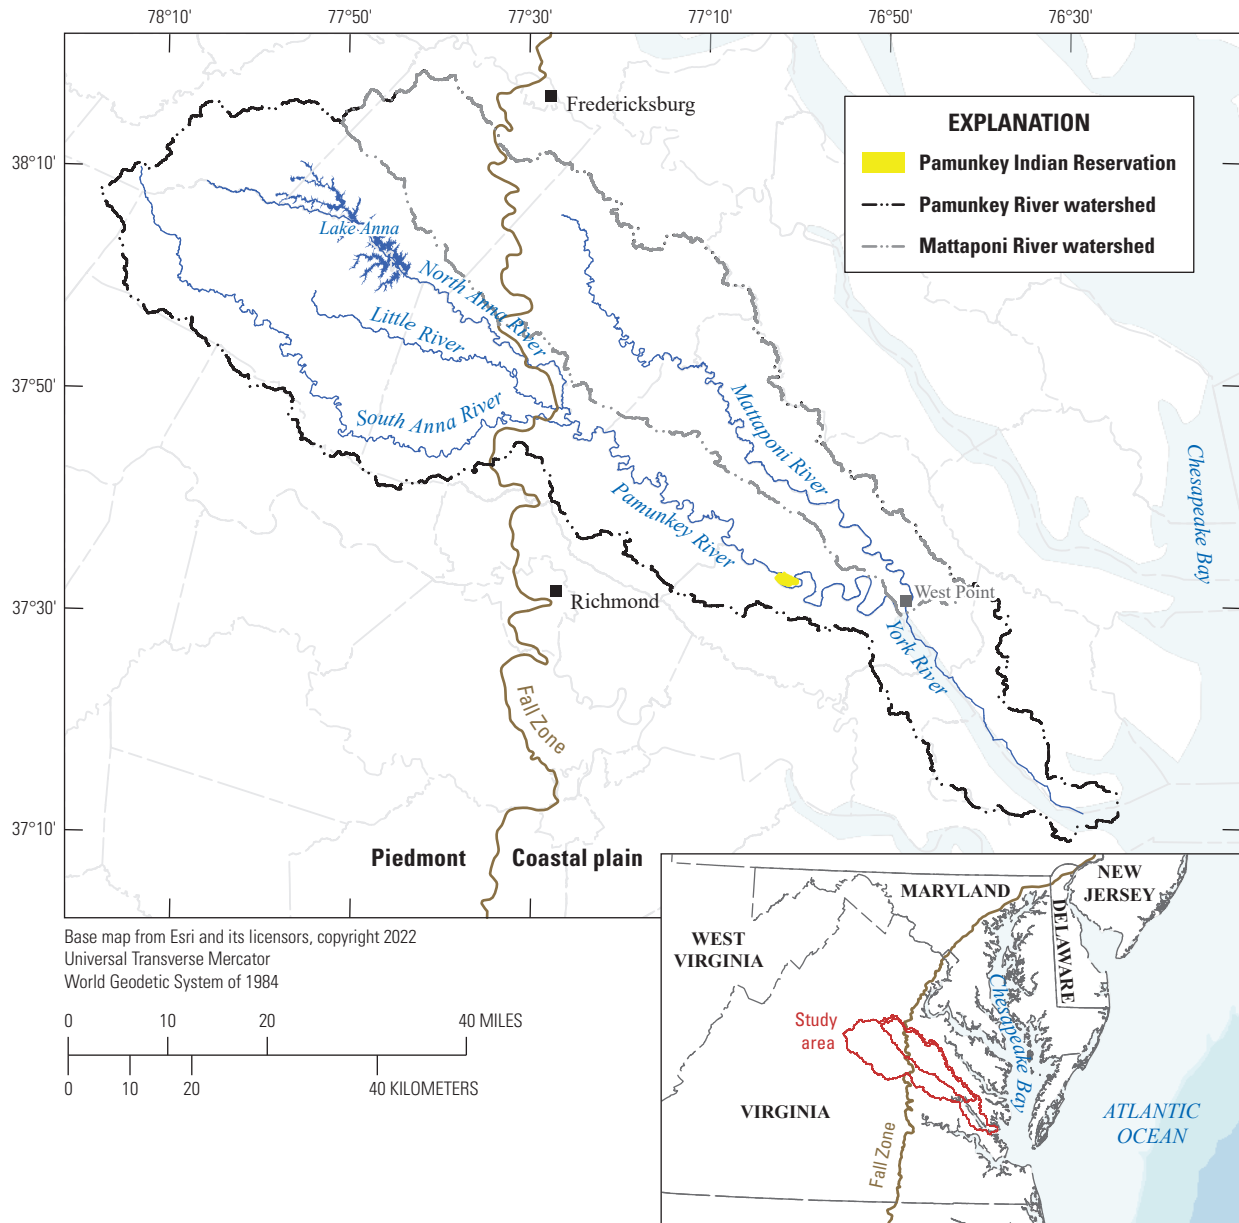 78°10'
77°50'
77°30'
77°10'
76°50'
76°30'
Fredericksburg
EXPLANATION
Pamunkey Indian Reservation
Pamunkey River watershed
Mattaponi River watershed
38°10'
Lake Anna
North Anna River
Little River
37°50'
South Anna River
Mattaponi River
Chesapeake Bay
Pamunkey River
37°30'
Richmond
West Point
York River
Fall Zone
37°10'
Piedmont
Coastal plain
Base map from Esri and its licensors, copyright 2022
Universal Transverse Mercator
World Geodetic System of 1984
0 10 20 40 MILES
0 10 20 40 KILOMETERS
MARYLAND
NEW
JERSEY
DELAWARE
WEST
VIRGINIA
Chesapeake Bay
Study
area
VIRGINIA
ATLANTIC
OCEAN
Fall Zone